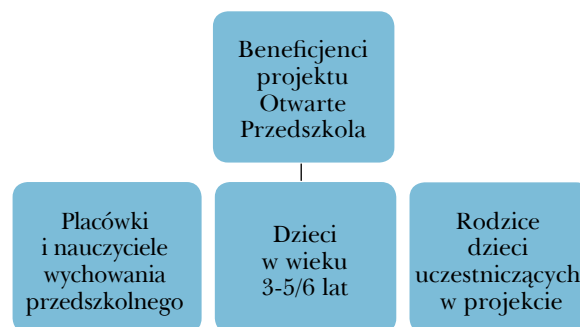 Beneficjenci
projektu
Otwarte
Przedszkola
Placówki
i nauczyciele
wychowania
przedszkolnego
Dzieci
w wieku
3-5/6 lat
Rodzice
dzieci
uczestniczących
w projekcie